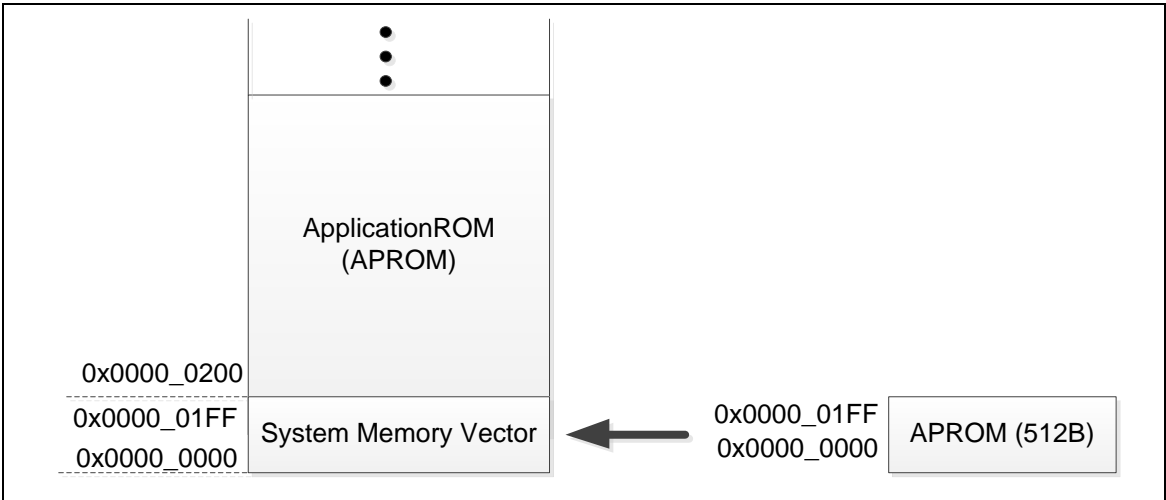 ApplicationROM
(APROM)
0x0000_0200
0x0000_01FF
System Memory Vector
0x0000_0000
0x0000_01FF
0x0000_0000
APROM (512B)